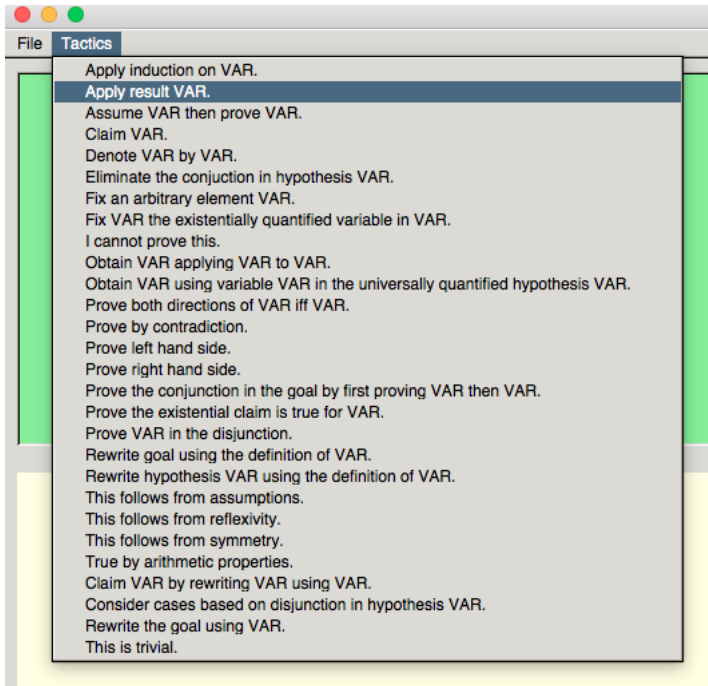 File Tactics
Apply induction on VAR.
Apply result VAR.
Assume VAR then prove VAR.
Claim VAR.
Denote VAR by VAR.
Eliminate the conjuction in hypothesis VAR.
Fix an arbitrary element VAR.
Fix VAR the existentially quantified variable in VAR.
I cannot prove this.
Obtain VAR applying VAR to VAR.
Obtain VAR using variable VAR in the universally quantified hypothesis VAR.
Prove both directions of VAR iff VAR.
Prove by contradiction.
Prove left hand side.
Prove right hand side.
Prove the conjunction in the goal by first proving VAR then VAR.
Prove the existential claim is true for VAR.
Prove VAR in the disjunction.
Rewrite goal using the definition of VAR.
Rewrite hypothesis VAR using the definition of VAR.
This follows from assumptions.
This follows from reflexivity.
This follows from symmetry.
True by arithmetic properties.
Claim VAR by rewriting VAR using VAR.
Consider cases based on disjunction in hypothesis VAR.
Rewrite the goal using VAR.
This is trivial.